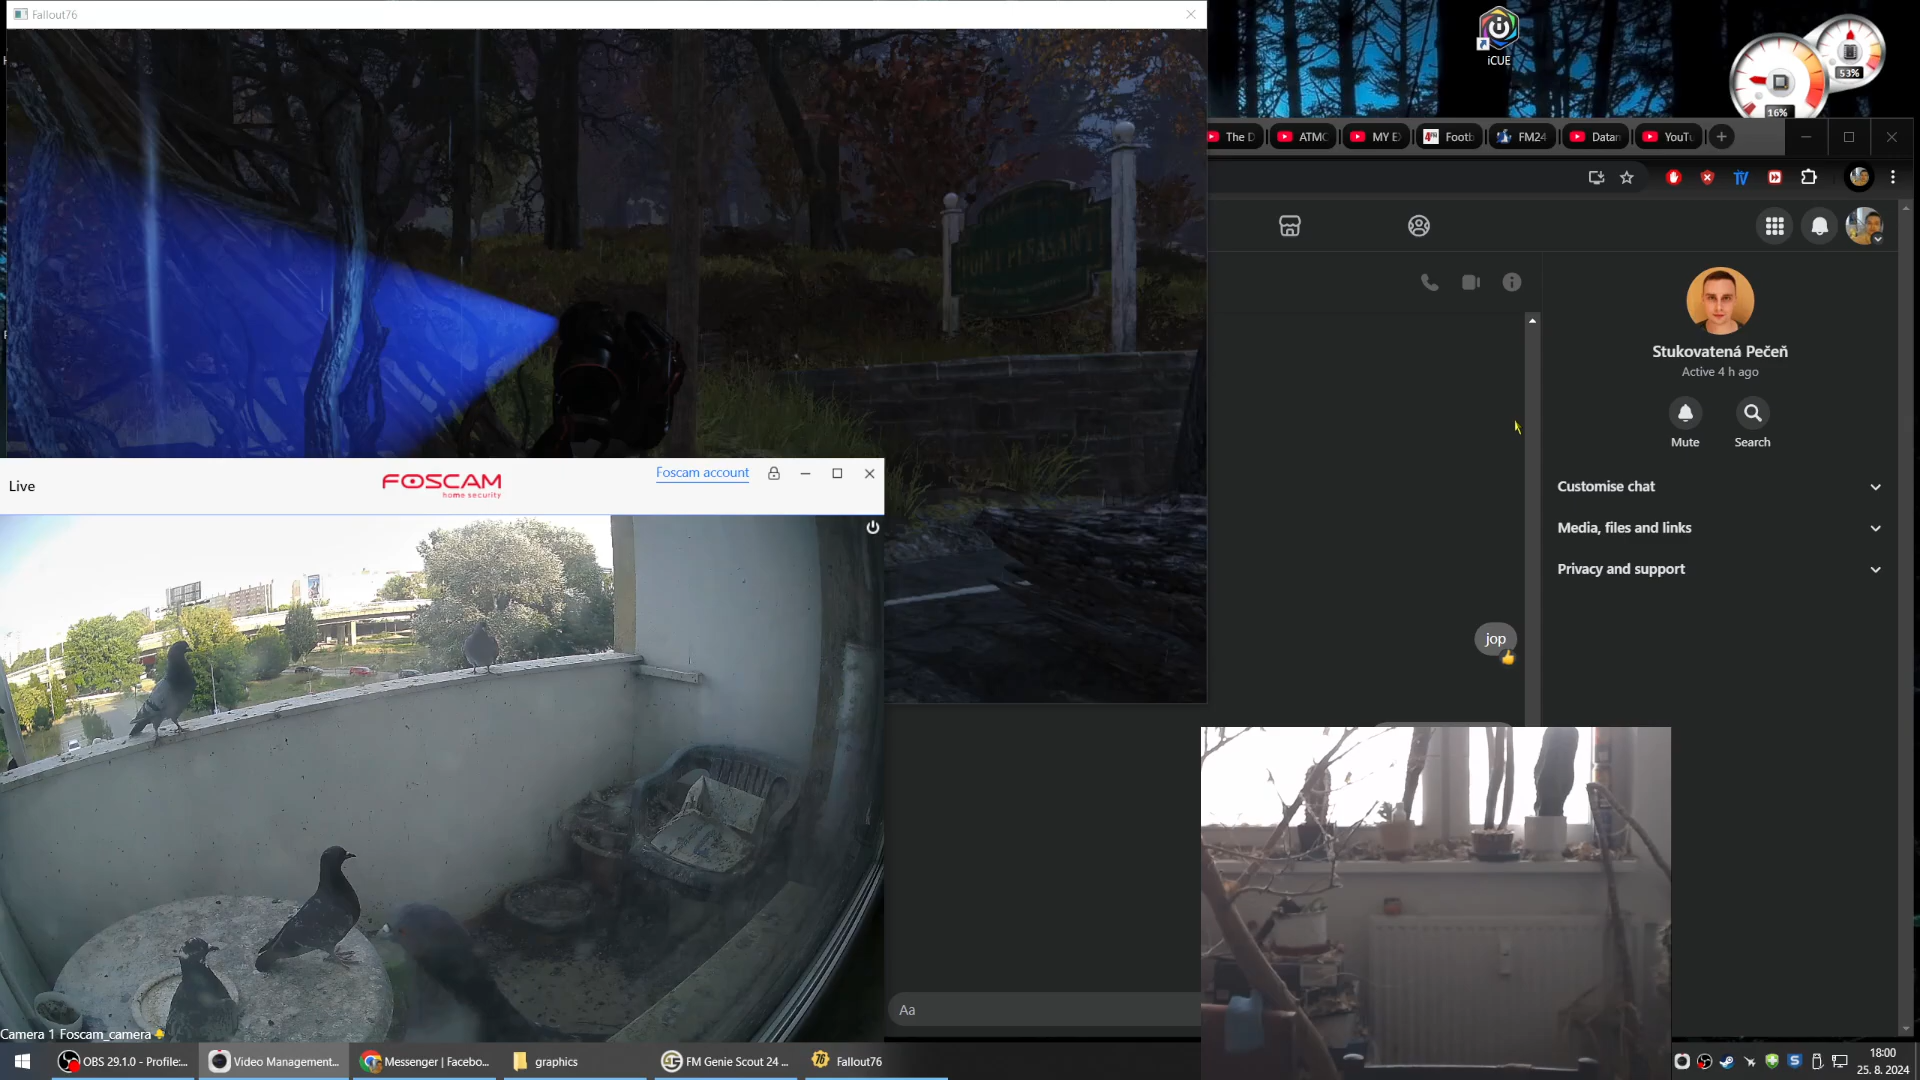 Fallout76
iCUE
53%
16%
The D
ATMC
MY E
Footb
FM24
Datan
YouTu
POINT PLEASANT
Stukovatená Pečeň
Active 4 h ago
Mute
Search
Customise chat
Media, files and links
Privacy and support
Live
FOSCAM
home security
Foscam account
jop
Aa
Camera 1 Foscam_camera
OBS 29.1.0 - Profile:...
Video Management...
Messenger | Facebo...
graphics
FM Genie Scout 24 ...
Fallout76
18:00
25. 8. 2024